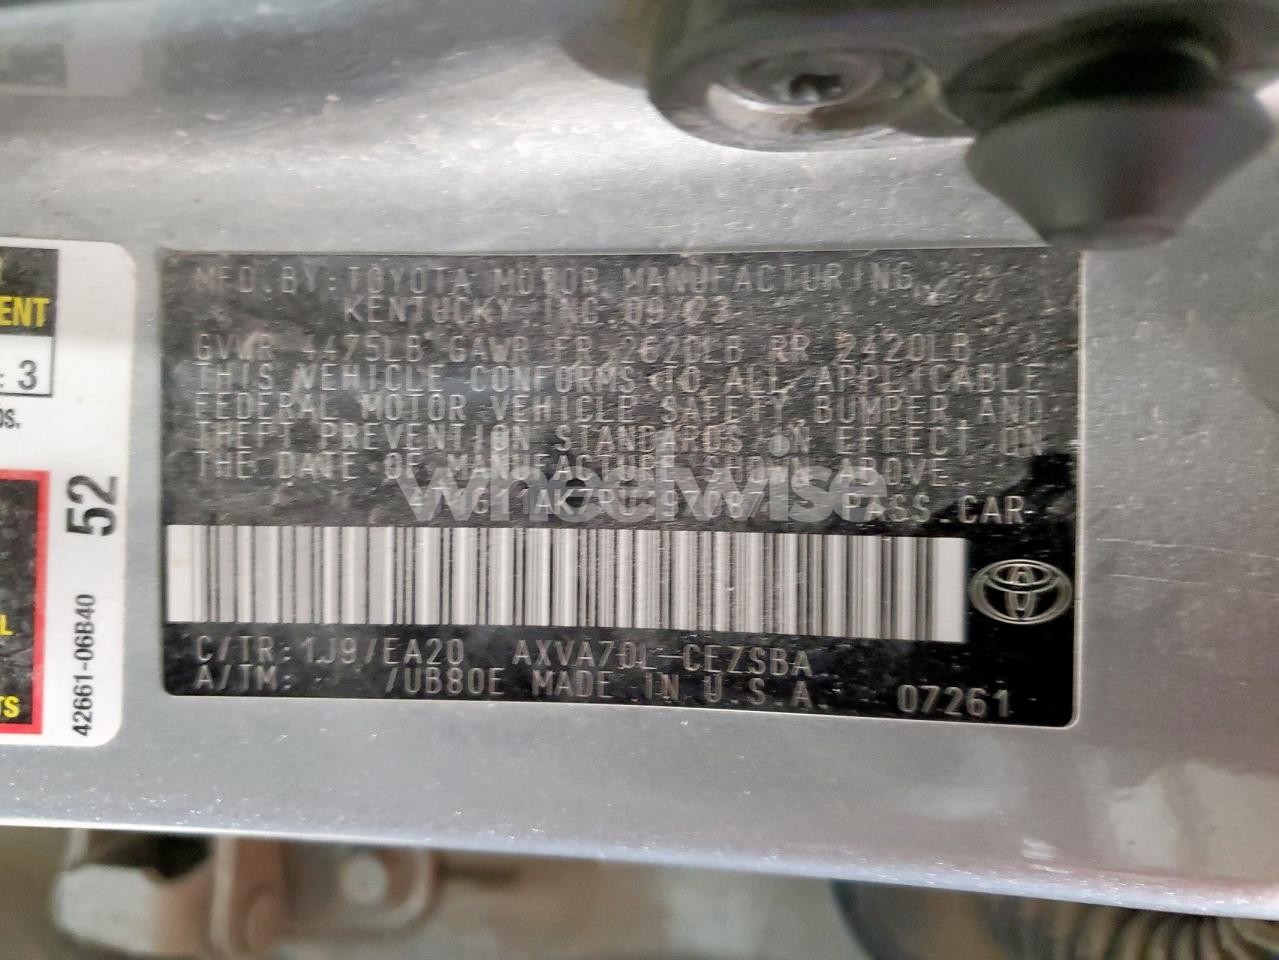 MFD.BY:TOYOTA MOTOR MANUFACTURING
KENTUCKY,INC.09/23
GVWR 4475LB GAWR FR 2620LB RR 2420LB
THIS VEHICLE CONFORMS TO ALL APPLICABLE
FEDERAL MOTOR VEHICLE SAFETY BUMPER AND
THEFT PREVENTION STANDARDS IN EFFECT ON
THE DATE OF MANUFACTURE SHOWN ABOVE.
PASS.CAR
wheelwise
C/TR:1J9/EA20 AXVA70L-CEZSBA
A/TM: /UB80E MADE IN U.S.A. 07261
ENT
: 3
OS.
52
L
TS
42661-06B40